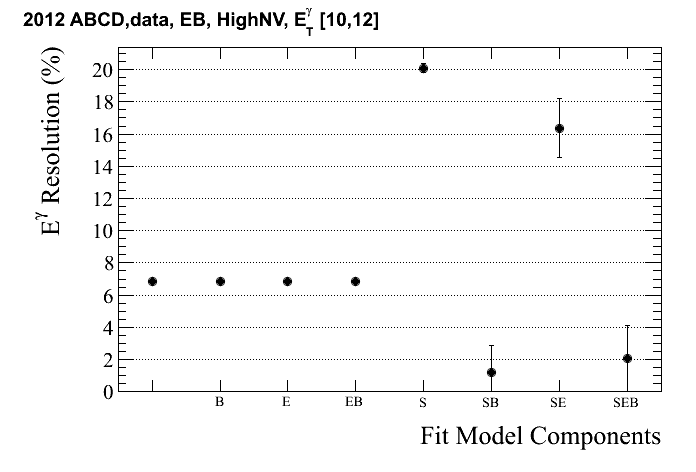 2012 ABCD,data, EB, HighNV, E_T^γ [10,12]
E^γ Resolution (%)
20
18
16
14
12
10
8
6
4
2
0
B E EB S SB SE SEB
Fit Model Components